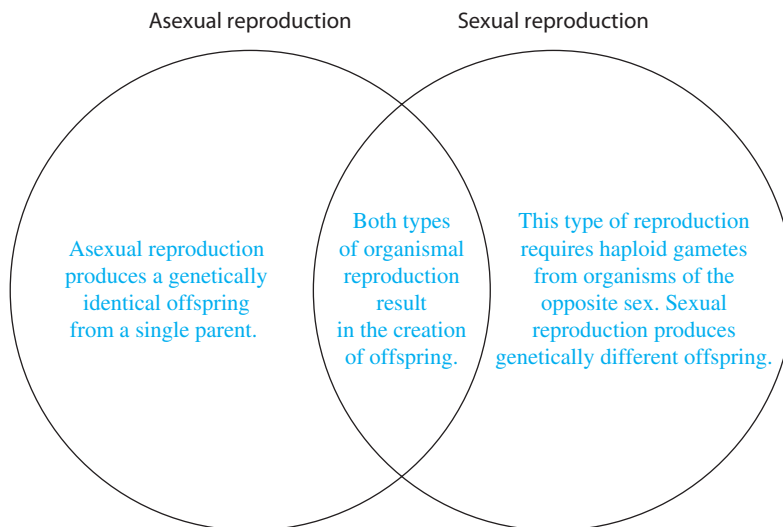 Asexual reproduction
Sexual reproduction
Asexual reproduction
produces a genetically
identical offspring
from a single parent.
Both types
of organismal
reproduction
result
in the creation
of offspring.
This type of reproduction
requires haploid gametes
from organisms of the
opposite sex. Sexual
reproduction produces
genetically different offspring.